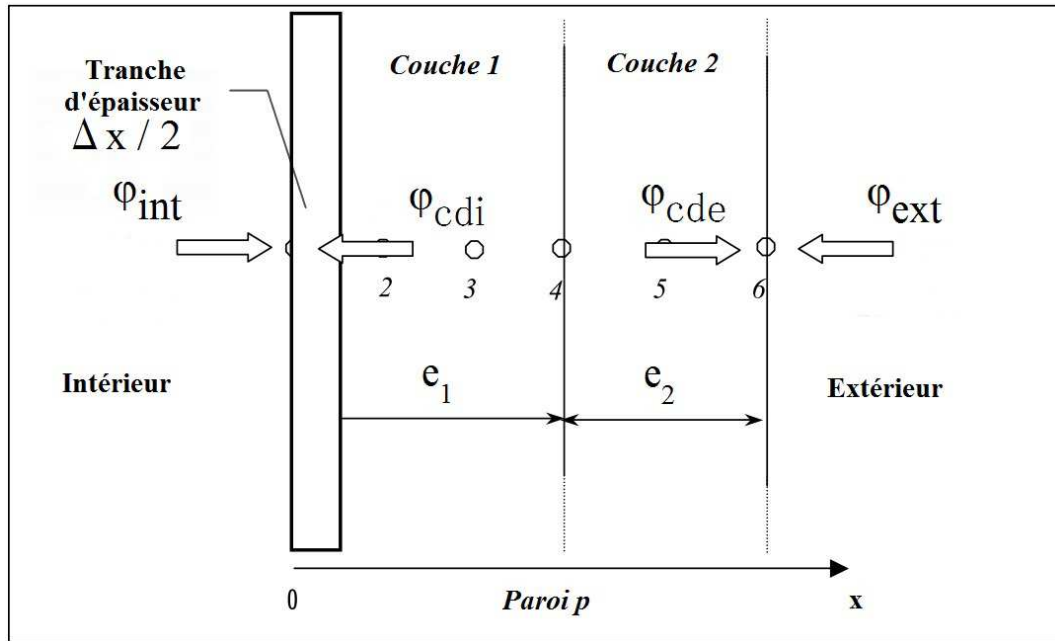 Couche 1
Couche 2
Tranche
d'épaisseur
Δ x / 2
φint
φcdi
φcde
φext
2
3
4
5
6
Intérieur
e1
e2
Extérieur
0
Paroi p
x